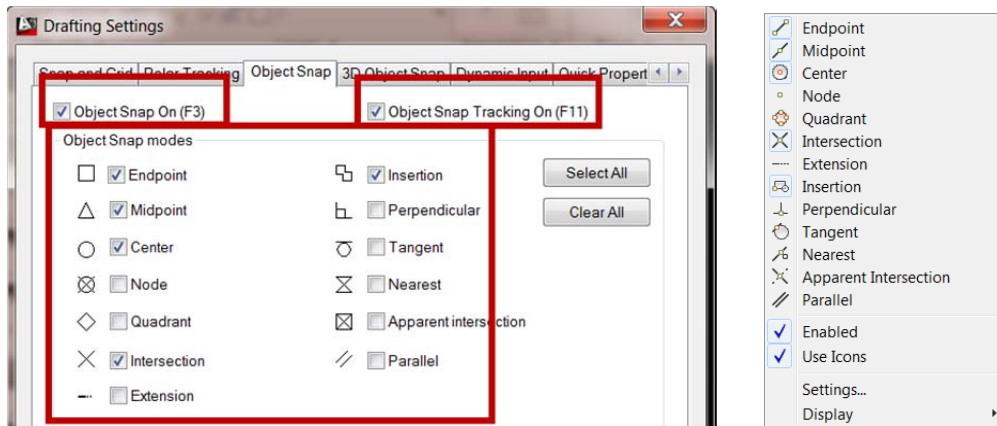 Drafting Settings
Snap and Grid Polar Tracking Object Snap 3D Object Snap Dynamic Input Quick Propert
Object Snap On (F3) Object Snap Tracking On (F11)
Object Snap modes
Endpoint Insertion Select All
Midpoint Perpendicular Clear All
Center Tangent
Node Nearest
Quadrant Apparent intersection
Intersection Parallel
Extension
Endpoint
Midpoint
Center
Node
Quadrant
Intersection
Extension
Insertion
Perpendicular
Tangent
Nearest
Apparent Intersection
Parallel
Enabled
Use Icons
Settings...
Display